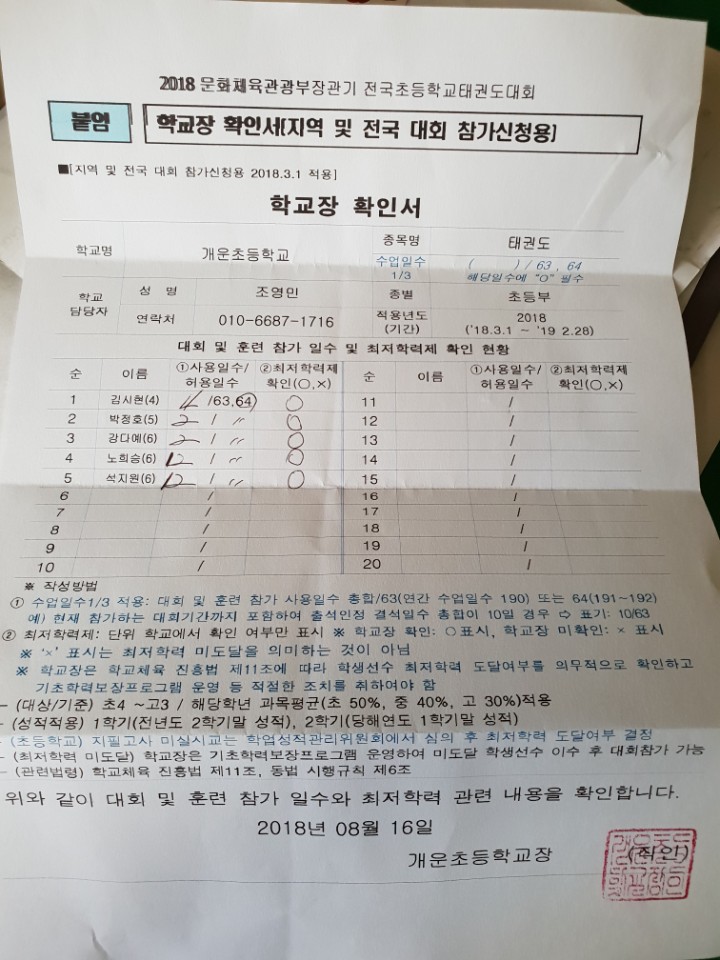 2018 문화체육관광부장관기 전국초등학교태권도대회
붙임 학교장 확인서[지역 및 전국 대회 참가신청용]
■[지역 및 전국 대회 참가신청용 2018.3.1 적용]
학교장 확인서
학교명 개운초등학교 종목명 태권도
수업일수 1/3 ( ) / 63 , 64
해당일수에 "O" 필수
학교 담당자 성 명 조영민 종별 초등부
연락처 010-6687-1716 적용년도 (기간) 2018 ('18.3.1 ~ '19 2.28)
대회 및 훈련 참가 일수 및 최저학력제 확인 현황
순 이름 ①사용일수/허용일수 ②최저학력제 확인(○,×) 순 이름 ①사용일수/허용일수 ②최저학력제 확인(○,×)
1 김시현(4) 4 /63,64 ○ 11 /
2 박정호(5) 2 / 〃 ○ 12 /
3 강다예(6) 2 / 〃 ○ 13 /
4 노희승(6) 12 / 〃 ○ 14 /
5 석지원(6) 12 / 〃 ○ 15 /
6 / 16 /
7 / 17 /
8 / 18 /
9 / 19 /
10 / 20 /
※ 작성방법
① 수업일수1/3 적용: 대회 및 훈련 참가 사용일수 총합/63(연간 수업일수 190) 또는 64(191~192)
예) 현재 참가하는 대회기간까지 포함하여 출석인정 결석일수 총합이 10일 경우 ⇨ 표기: 10/63
② 최저학력제: 단위 학교에서 확인 여부만 표시 ※ 학교장 확인: ○표시, 학교장 미확인: × 표시
※ '×' 표시는 최저학력 미도달을 의미하는 것이 아님
※ 학교장은 학교체육 진흥법 제11조에 따라 학생선수 최저학력 도달여부를 의무적으로 확인하고
기초학력보장프로그램 운영 등 적절한 조치를 취하여야 함
- (대상/기준) 초4 ~고3 / 해당학년 과목평균(초 50%, 중 40%, 고 30%)적용
- (성적적용) 1학기(전년도 2학기말 성적), 2학기(당해연도 1학기말 성적)
- (초등학교) 지필고사 미실시교는 학업성적관리위원회에서 심의 후 최저학력 도달여부 결정
- (최저학력 미도달) 학교장은 기초학력보장프로그램 운영하여 미도달 학생선수 이수 후 대회참가 가능
- (관련법령) 학교체육 진흥법 제11조, 동법 시행규칙 제6조
위와 같이 대회 및 훈련 참가 일수와 최저학력 관련 내용을 확인합니다.
2018년 08월 16일
개운초등학교장 (직인)